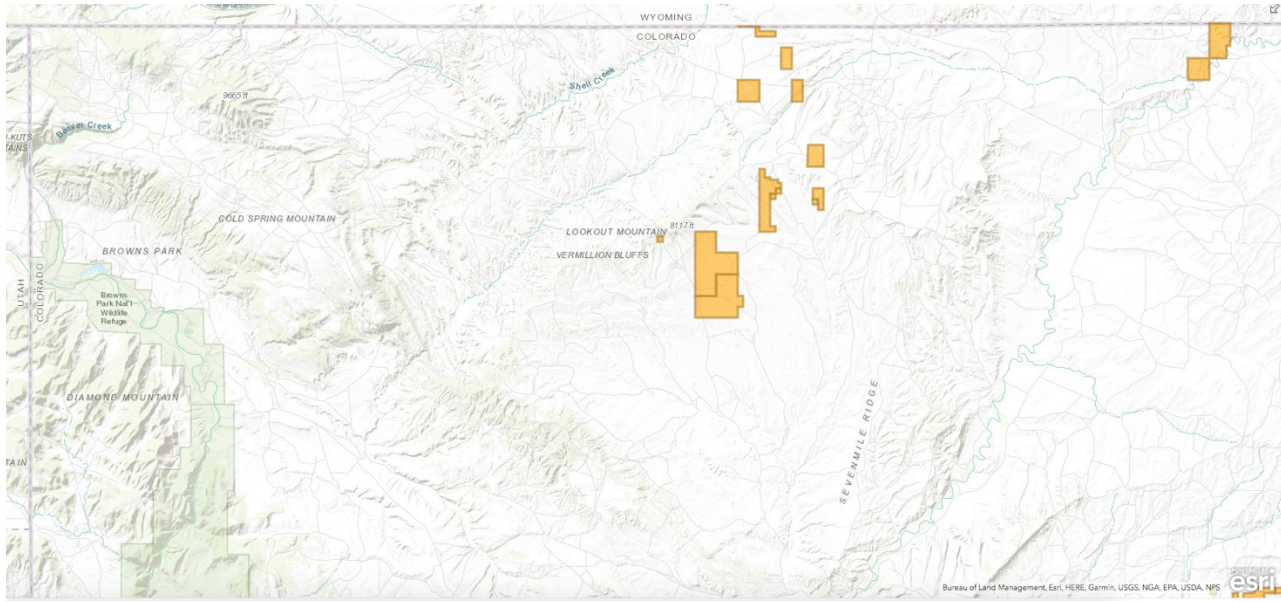 WYOMING
COLORADO
Shell Creek
9665 ft
Beaver Creek
COLD SPRING MOUNTAIN
LOOKOUT MOUNTAIN
8117 ft
VERMILLION BLUFFS
BROWNS PARK
UTAH
COLORADO
Browns
Park Nat'l
Wildlife
Refuge
DIAMOND MOUNTAIN
SEVENMILE RIDGE
Bureau of Land Management, Esri, HERE, Garmin, USGS, NGA, EPA, USDA, NPS
POWERED BY
esri